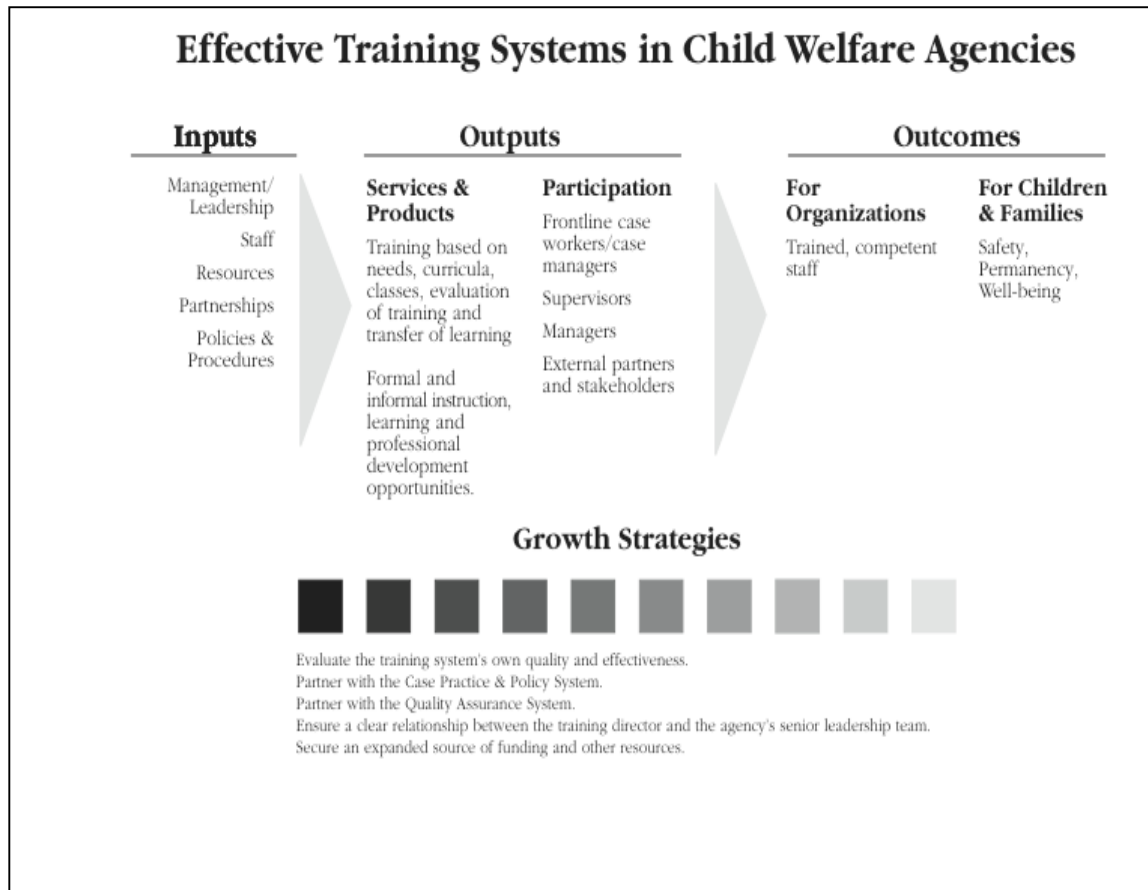 Effective Training Systems in Child Welfare Agencies
Inputs
Management/
Leadership
Staff
Resources
Partnerships
Policies &
Procedures
Outputs
Services &
Products
Training based on
needs, curricula,
classes, evaluation
of training and
transfer of learning
Formal and
informal instruction,
learning and
professional
development
opportunities.
Participation
Frontline case
workers/case
managers
Supervisors
Managers
External partners
and stakeholders
Outcomes
For
Organizations
Trained, competent
staff
For Children
& Families
Safety,
Permanency,
Well-being
Growth Strategies
Evaluate the training system's own quality and effectiveness.
Partner with the Case Practice & Policy System.
Partner with the Quality Assurance System.
Ensure a clear relationship between the training director and the agency's senior leadership team.
Secure an expanded source of funding and other resources.